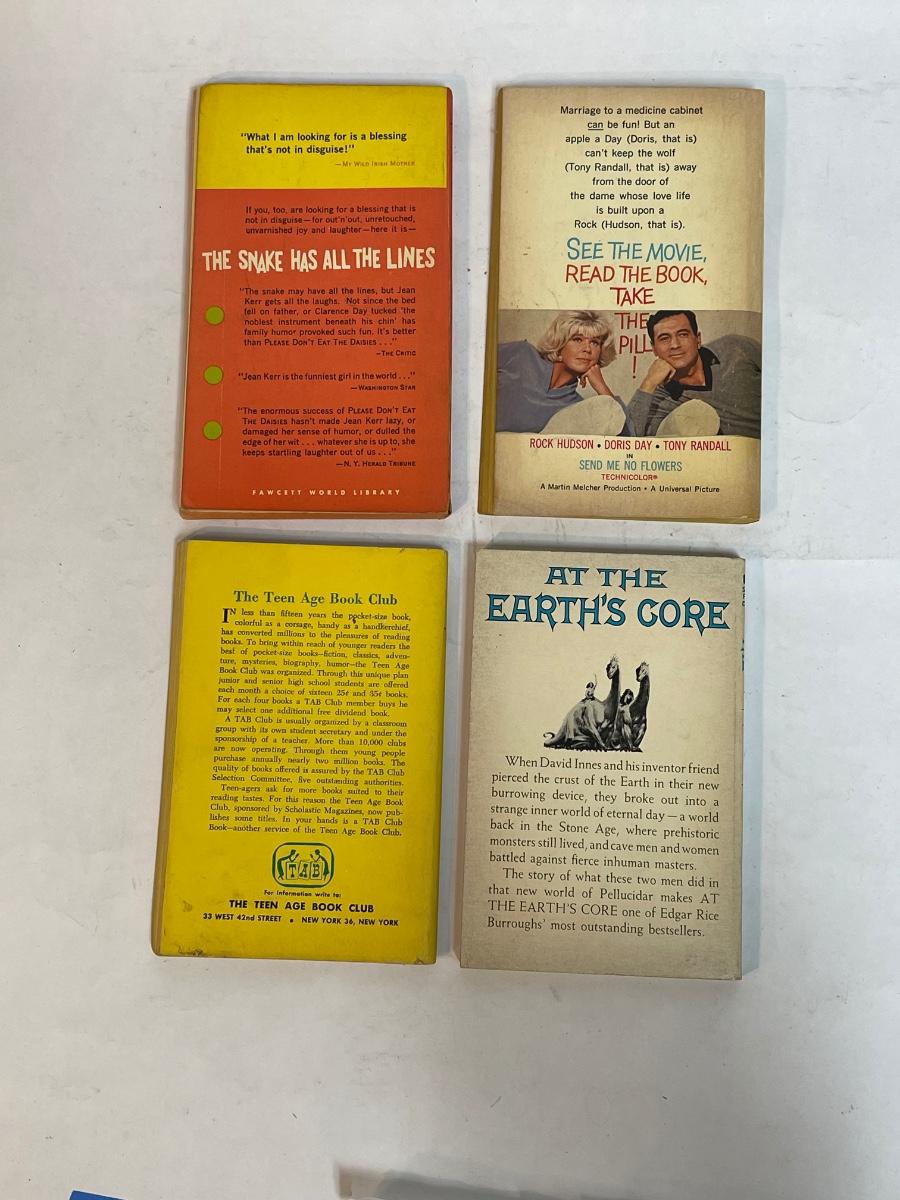 "What I am looking for is a blessing
that's not in disguise!"
—MY WILD IRISH MOTHER
If you, too, are looking for a blessing that is
not in disguise—for out'n'out, unretouched,
unvarnished joy and laughter—here it is—
THE SNAKE HAS ALL THE LINES
"The snake may have all the lines, but Jean
Kerr gets all the laughs. Not since the bed
fell on father, or Clarence Day tucked 'the
noblest instrument beneath his chin' has
family humor provoked such fun. It's better
than PLEASE DON'T EAT THE DAISIES . . ."
—THE CRITIC
"Jean Kerr is the funniest girl in the world . . ."
—WASHINGTON STAR
"The enormous success of PLEASE DON'T EAT
THE DAISIES hasn't made Jean Kerr lazy, or
damaged her sense of humor, or dulled the
edge of her wit . . . whatever she is up to, she
keeps startling laughter out of us . . ."
—N. Y. HERALD TRIBUNE
FAWCETT WORLD LIBRARY
Marriage to a medicine cabinet
can be fun! But an
apple a Day (Doris, that is)
can't keep the wolf
(Tony Randall, that is) away
from the door of
the dame whose love life
is built upon a
Rock (Hudson, that is).
SEE THE MOVIE,
READ THE BOOK,
TAKE
THE
PILL
!
ROCK HUDSON • DORIS DAY • TONY RANDALL
IN
SEND ME NO FLOWERS
TECHNICOLOR®
A Martin Melcher Production • A Universal Picture
The Teen Age Book Club
IN less than fifteen years the pocket-size book,
colorful as a corsage, handy as a handkerchief,
has converted millions to the pleasures of reading
books. To bring within reach of younger readers the
best of pocket-size books—fiction, classics, adven-
ture, mysteries, biography, humor—the Teen Age
Book Club was organized. Through this unique plan
junior and senior high school students are offered
each month a choice of sixteen 25¢ and 35¢ books.
For each four books a TAB Club member buys he
may select one additional free dividend book.
A TAB Club is usually organized by a classroom
group with its own student secretary and under the
sponsorship of a teacher. More than 10,000 clubs
are now operating. Through them young people
purchase annually nearly two million books. The
quality of books offered is assured by the TAB Club
Selection Committee, five outstanding authorities.
Teen-agers ask for more books suited to their
reading tastes. For this reason the Teen Age Book
Club, sponsored by Scholastic Magazines, now pub-
lishes some titles. In your hands is a TAB Club
Book—another service of the Teen Age Book Club.
TAB
For information write to:
THE TEEN AGE BOOK CLUB
33 WEST 42nd STREET • NEW YORK 36, NEW YORK
AT THE
EARTH'S CORE
When David Innes and his inventor friend
pierced the crust of the Earth in their new
burrowing device, they broke out into a
strange inner world of eternal day — a world
back in the Stone Age, where prehistoric
monsters still lived, and cave men and women
battled against fierce inhuman masters.
The story of what these two men did in
that new world of Pellucidar makes AT
THE EARTH'S CORE one of Edgar Rice
Burroughs' most outstanding bestsellers.